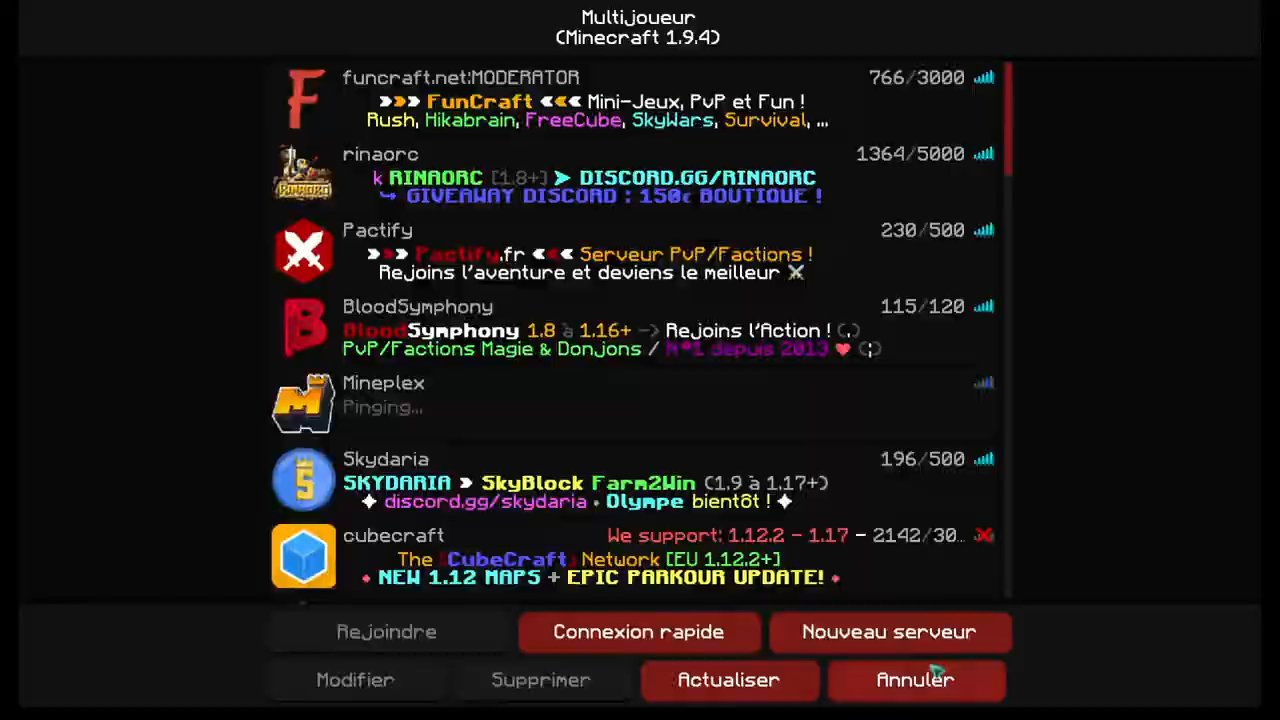 Multijoueur
(Minecraft 1.9.4)
funcraft.net:MODERATOR 766/3000
FunCraft Mini-Jeux, PvP et Fun !
Rush, Hikabrain, FreeCube, SkyWars, Survival, ...
rinaorc 1364/5000
k RINAORC [1.8+] ➤ DISCORD.GG/RINAORC
↪ GIVEAWAY DISCORD : 150€ BOUTIQUE !
Pactify 230/500
Pactify.fr Serveur PvP/Factions !
Rejoins l'aventure et deviens le meilleur ⚔
BloodSymphony 115/120
BloodSymphony 1.8 à 1.16+ -> Rejoins l'Action !
PvP/Factions Magie & Donjons / N°1 depuis 2013 ❤
Mineplex
Pinging...
Skydaria 196/500
SKYDARIA » SkyBlock Farm2Win (1.9 à 1.17+)
✦ discord.gg/skydaria • Olympe bientôt ! ✦
cubecraft We support: 1.12.2 - 1.17 - 2142/30..
The CubeCraft Network [EU 1.12.2+]
NEW 1.12 MAPS + EPIC PARKOUR UPDATE!
Rejoindre Connexion rapide Nouveau serveur
Modifier Supprimer Actualiser Annuler